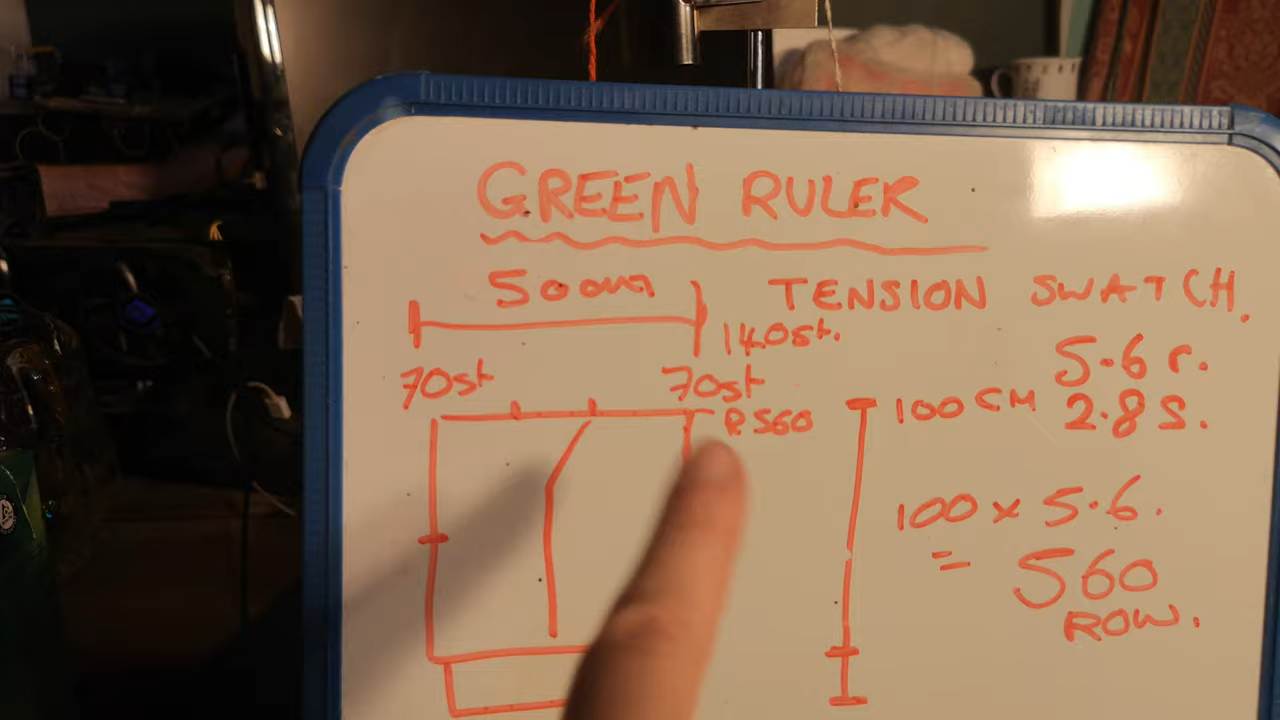 GREEN RULER
50cm
TENSION SWATCH.
140st.
5.6 r.
70st
70st
2.8 S.
R560
100 CM
100 x 5.6.
= 560
ROW.